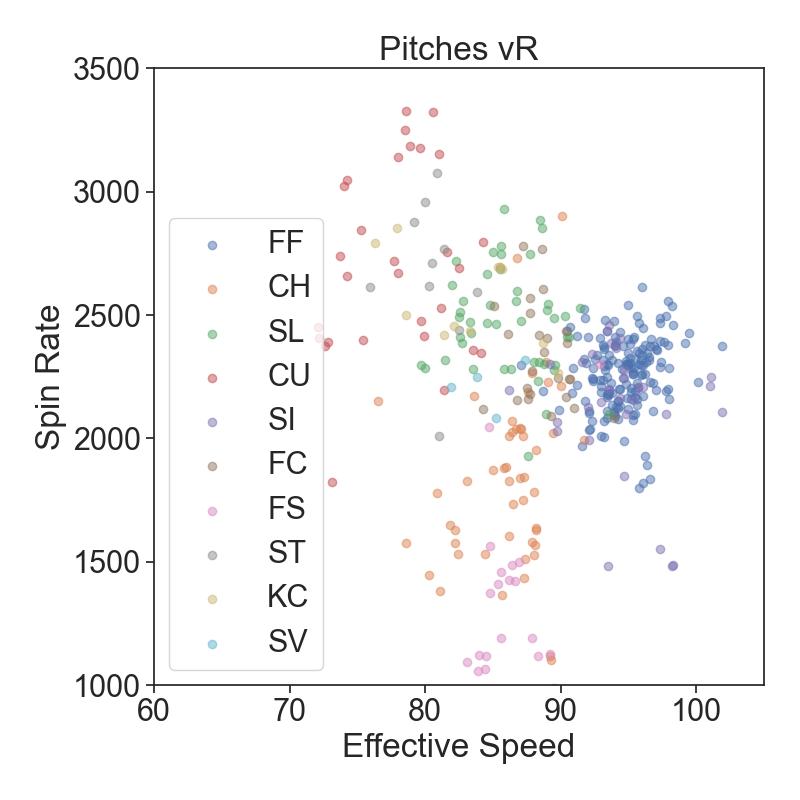 Pitches vR
3500
3000
2500
2000
1500
1000
Spin Rate
FF
CH
SL
CU
SI
FC
FS
ST
KC
SV
60 70 80 90 100
Effective Speed